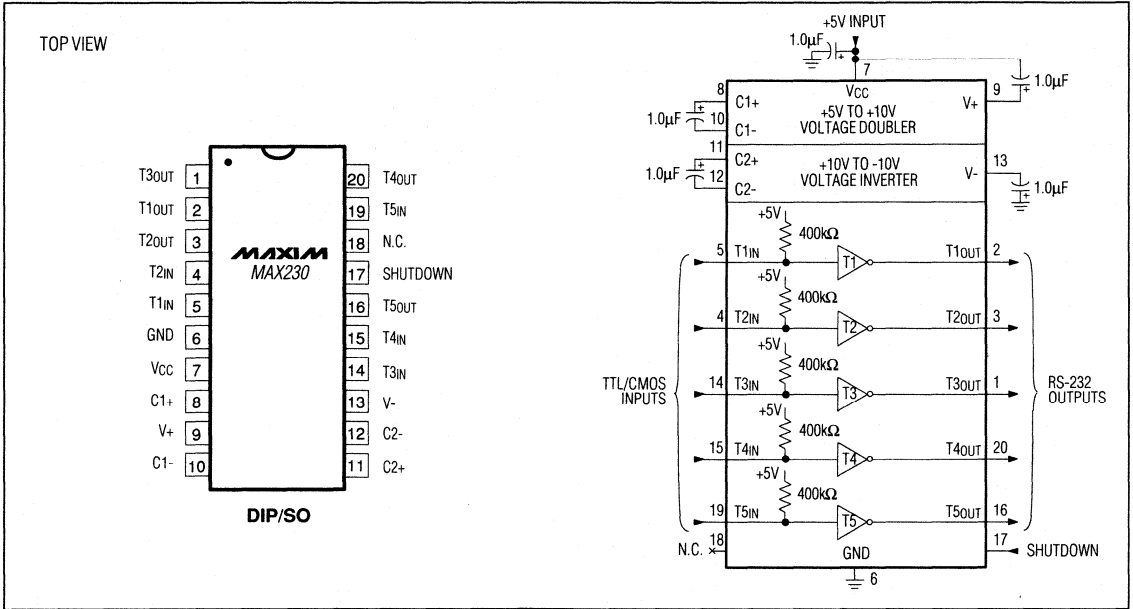 TOP VIEW
T3OUT 1
T1OUT 2
T2OUT 3
T2IN 4
T1IN 5
GND 6
VCC 7
C1+ 8
V+ 9
C1- 10
MAXIM
MAX230
20 T4OUT
19 T5IN
18 N.C.
17 SHUTDOWN
16 T5OUT
15 T4IN
14 T3IN
13 V-
12 C2-
11 C2+
DIP/SO
+5V INPUT
1.0µF
+
7
VCC
+5V TO +10V
VOLTAGE DOUBLER
8 C1+
1.0µF +
10 C1-
V+ 9
+ 1.0µF
+10V TO -10V
VOLTAGE INVERTER
11 C2+
1.0µF +
12 C2-
V- 13
+ 1.0µF
+5V
400kΩ
5 T1IN T1 T1OUT 2
+5V
400kΩ
4 T2IN T2 T2OUT 3
+5V
400kΩ
14 T3IN T3 T3OUT 1
+5V
400kΩ
15 T4IN T4 T4OUT 20
+5V
400kΩ
19 T5IN T5 T5OUT 16
TTL/CMOS
INPUTS
RS-232
OUTPUTS
N.C. 18
GND
17 SHUTDOWN
6